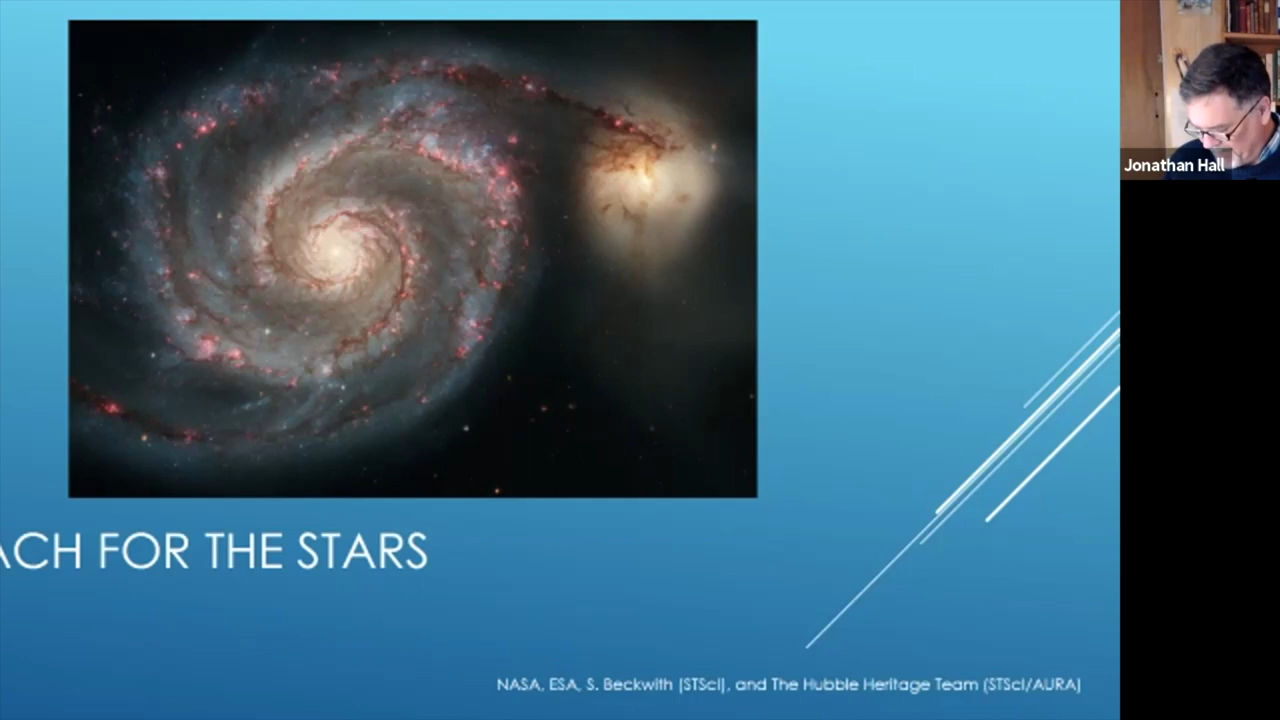 Jonathan Hall
ACH FOR THE STARS
NASA, ESA, S. Beckwith (STScI), and The Hubble Heritage Team (STScI/AURA)